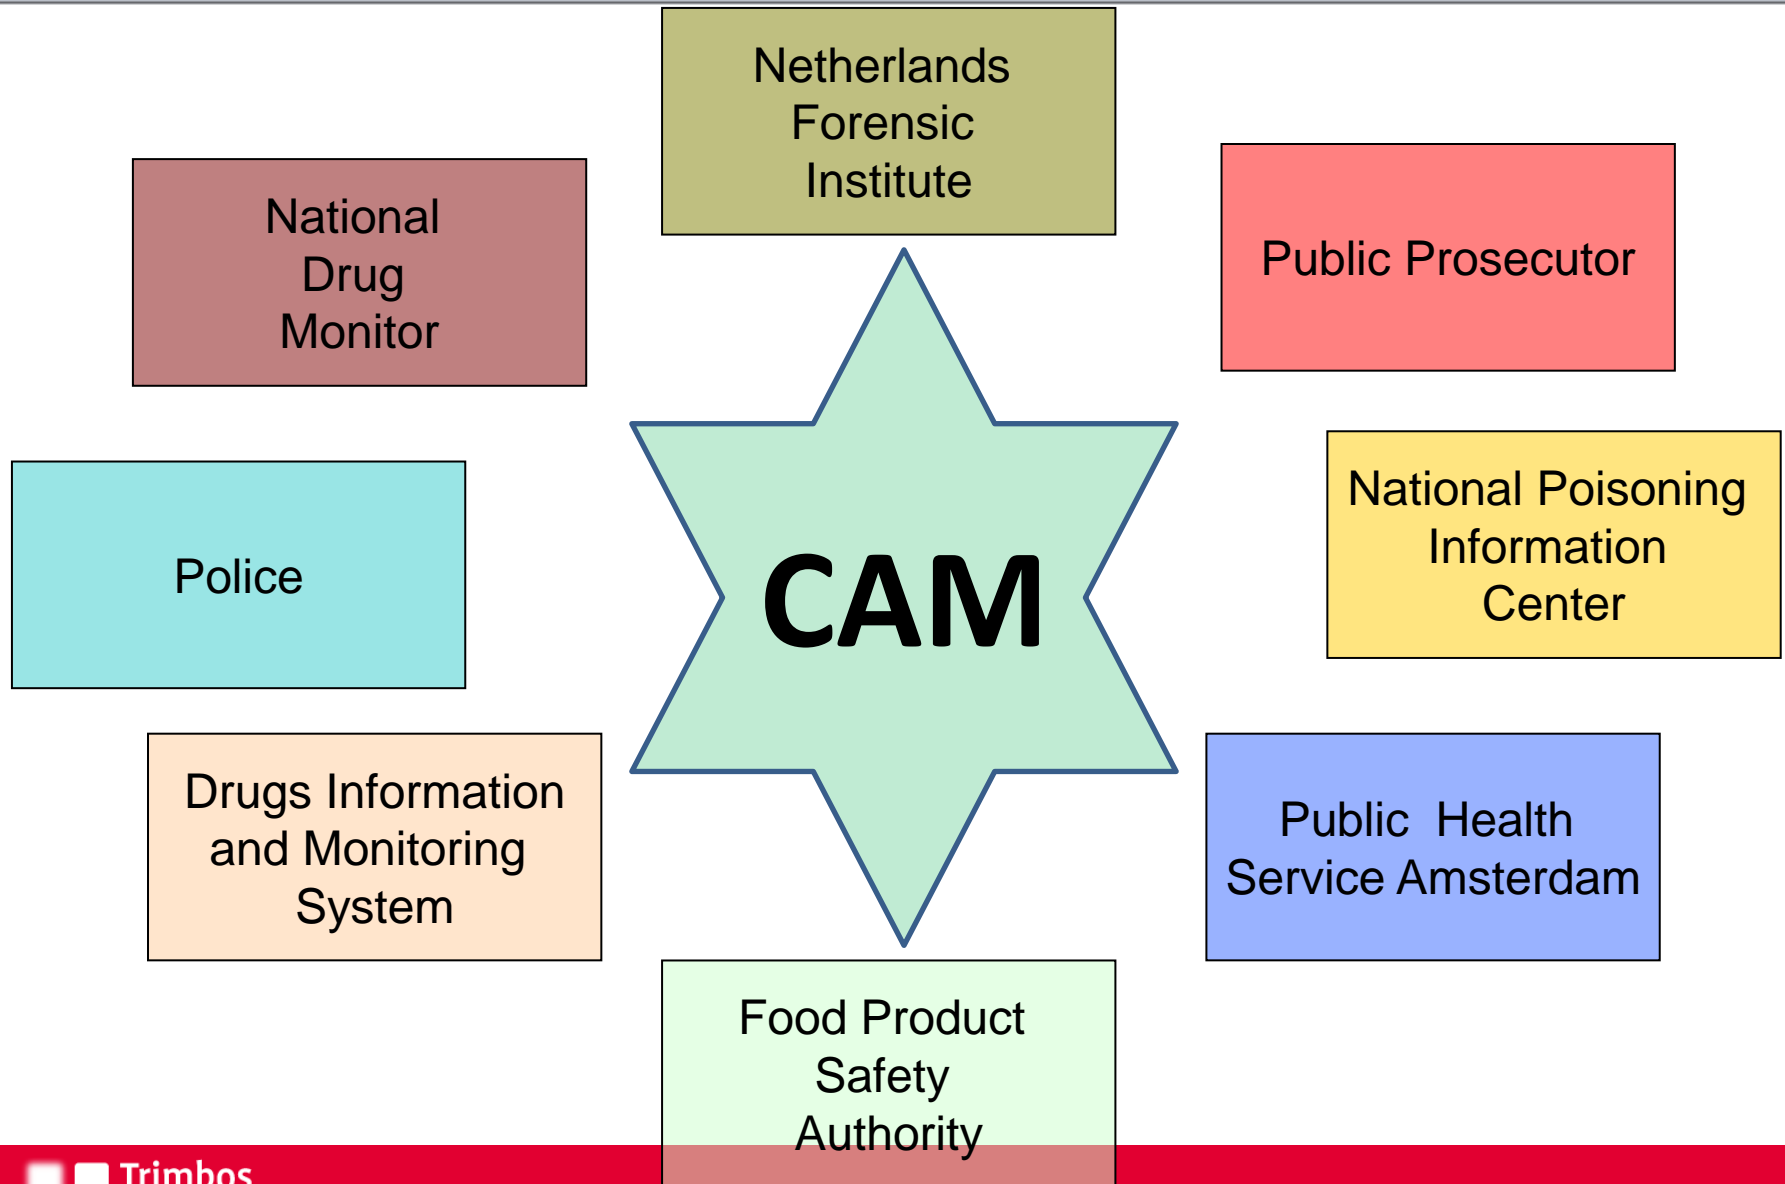 Netherlands
Forensic
Institute
National
Drug
Monitor
Public Prosecutor
CAM
Police
National Poisoning
Information
Center
Drugs Information
and Monitoring
System
Public Health
Service Amsterdam
Food Product
Safety
Authority
Trimbos